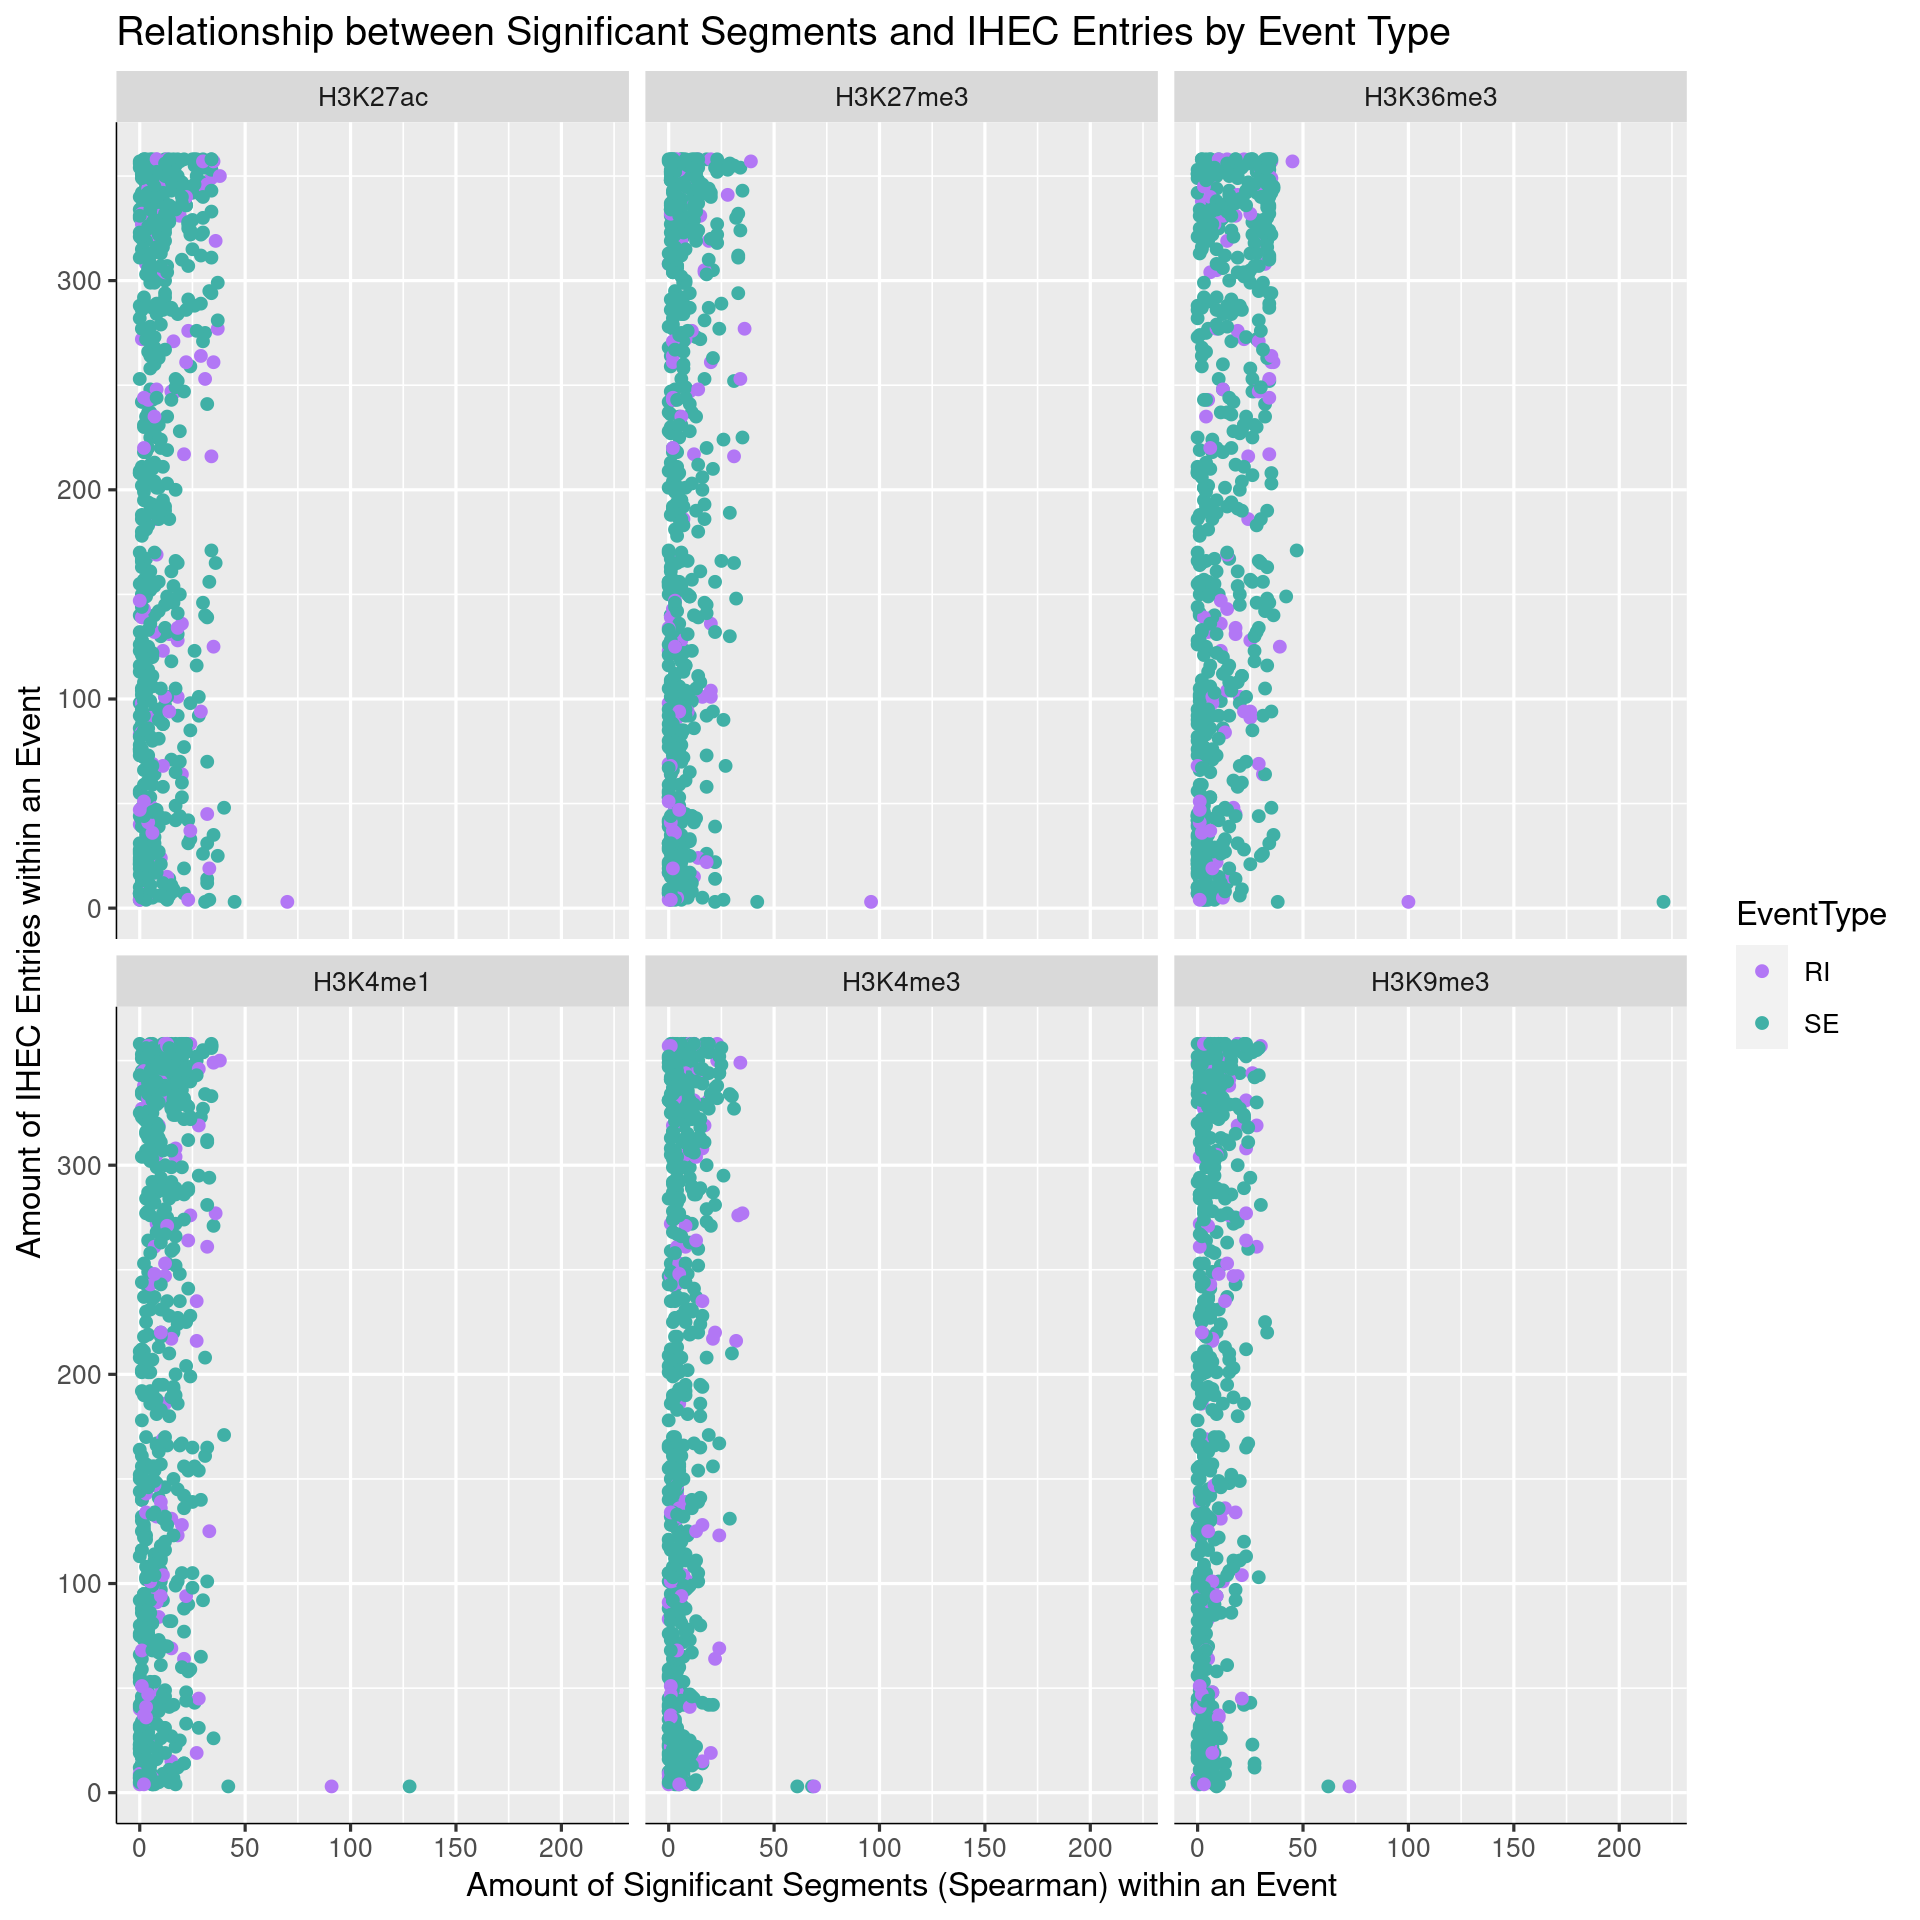 Relationship between Significant Segments and IHEC Entries by Event Type
H3K27ac
H3K27me3
H3K36me3
300
200
100
0
H3K4me1
H3K4me3
H3K9me3
300
200
100
0
0 50 100 150 200
0 50 100 150 200
0 50 100 150 200
Amount of Significant Segments (Spearman) within an Event
Amount of IHEC Entries within an Event
EventType
RI
SE